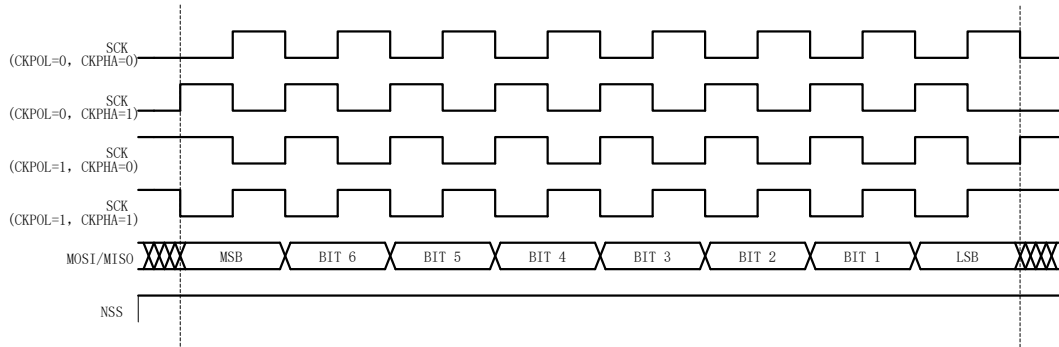 SCK
(CKPOL=0, CKPHA=0)
SCK
(CKPOL=0, CKPHA=1)
SCK
(CKPOL=1, CKPHA=0)
SCK
(CKPOL=1, CKPHA=1)
MOSI/MISO MSB BIT 6 BIT 5 BIT 4 BIT 3 BIT 2 BIT 1 LSB
NSS